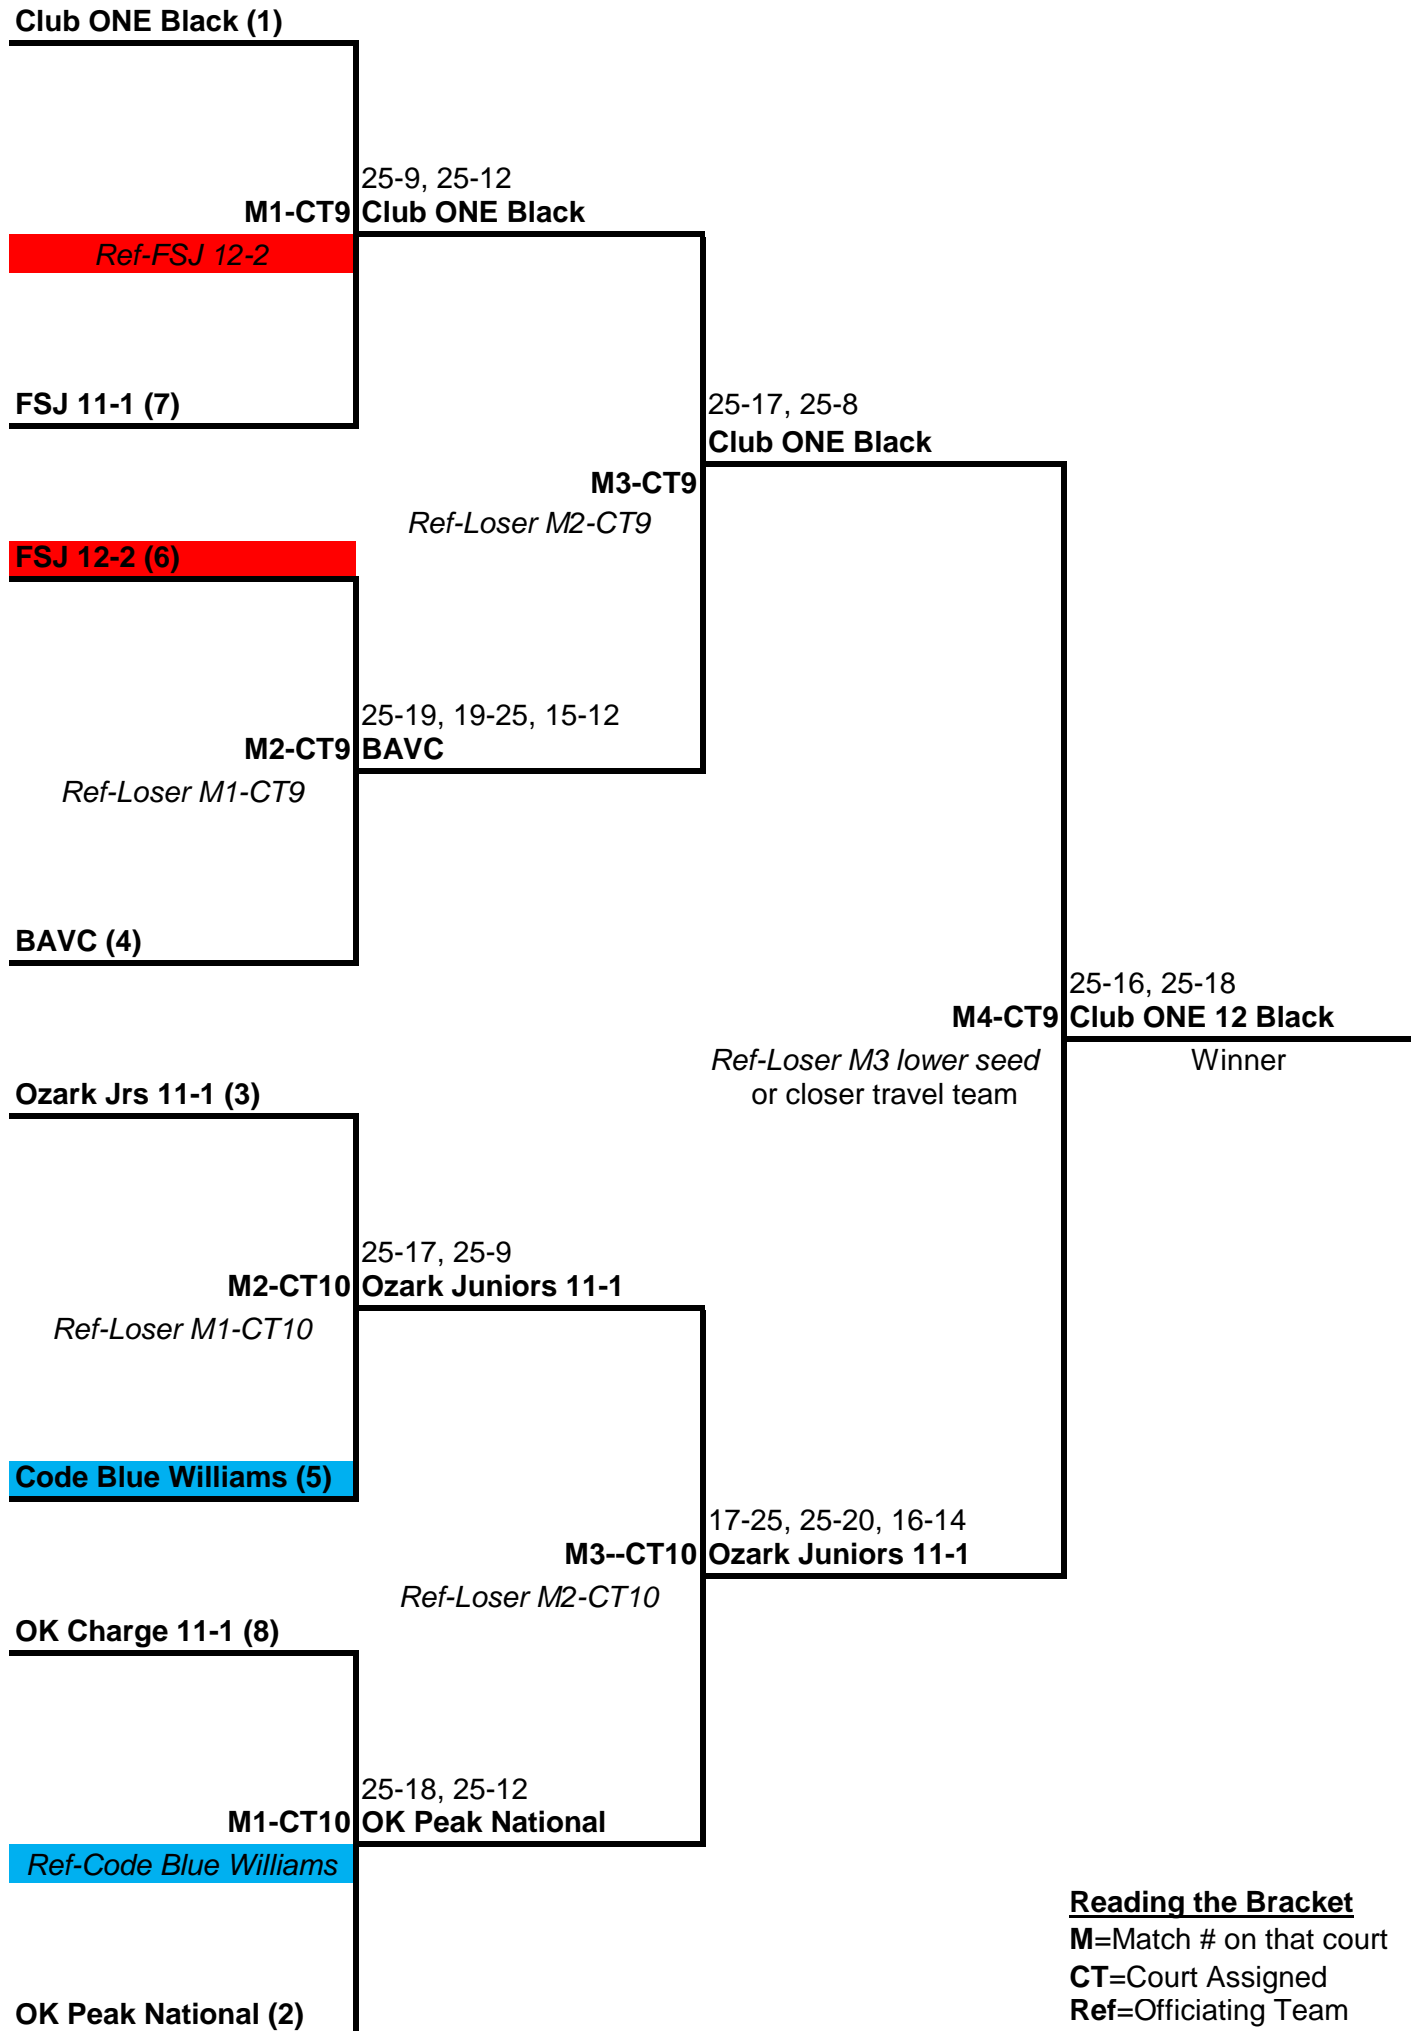 Club ONE Black (1)
25-9, 25-12
M1-CT9 Club ONE Black
Ref-FSJ 12-2
FSJ 11-1 (7)
25-17, 25-8
Club ONE Black
M3-CT9
Ref-Loser M2-CT9
FSJ 12-2 (6)
25-19, 19-25, 15-12
M2-CT9 BAVC
Ref-Loser M1-CT9
BAVC (4)
25-16, 25-18
M4-CT9 Club ONE 12 Black
Ref-Loser M3 lower seed
or closer travel team
Winner
Ozark Jrs 11-1 (3)
25-17, 25-9
M2-CT10 Ozark Juniors 11-1
Ref-Loser M1-CT10
Code Blue Williams (5)
17-25, 25-20, 16-14
M3--CT10 Ozark Juniors 11-1
Ref-Loser M2-CT10
OK Charge 11-1 (8)
25-18, 25-12
M1-CT10 OK Peak National
Ref-Code Blue Williams
OK Peak National (2)
Reading the Bracket
M=Match # on that court
CT=Court Assigned
Ref=Officiating Team